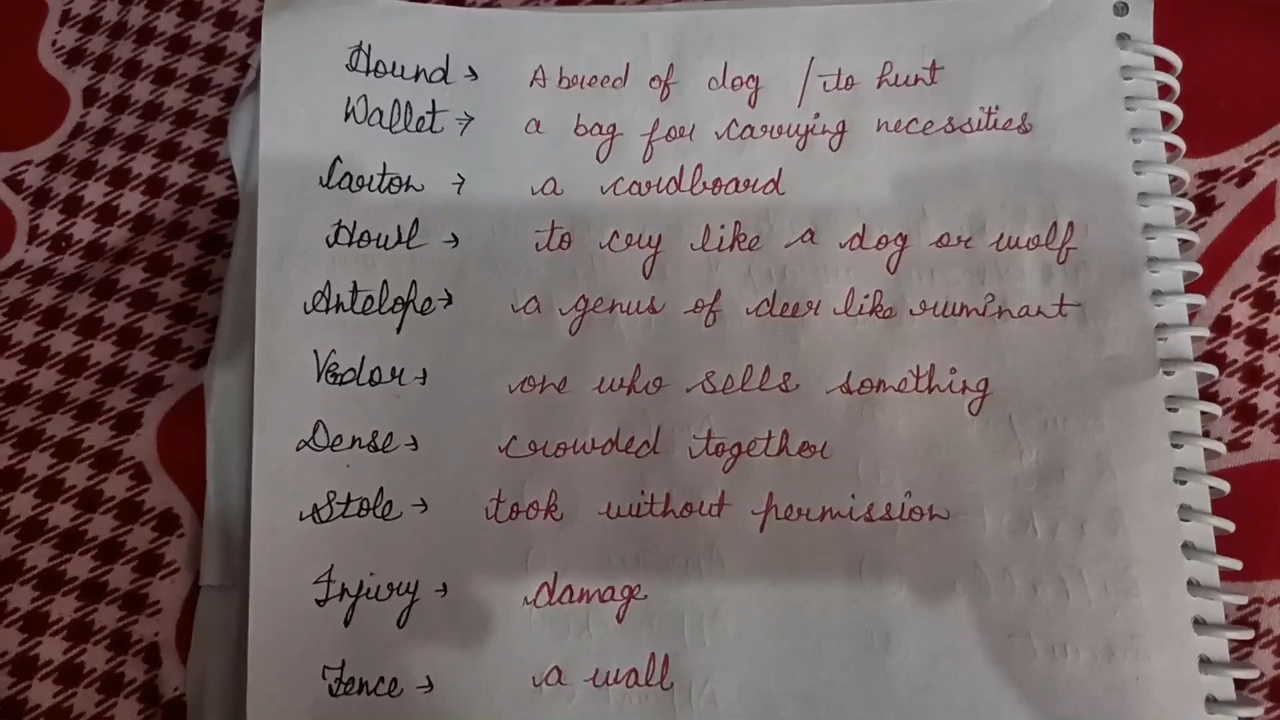 Hound → A breed of dog / to hunt
Wallet → a bag for carrying necessities
Carton → a cardboard
Howl → to cry like a dog or wolf
Antelope → a genus of deer like ruminant
Vedor → one who sells something
Dense → crowded together
Stole → took without permission
Injury → damage
Fence → a wall